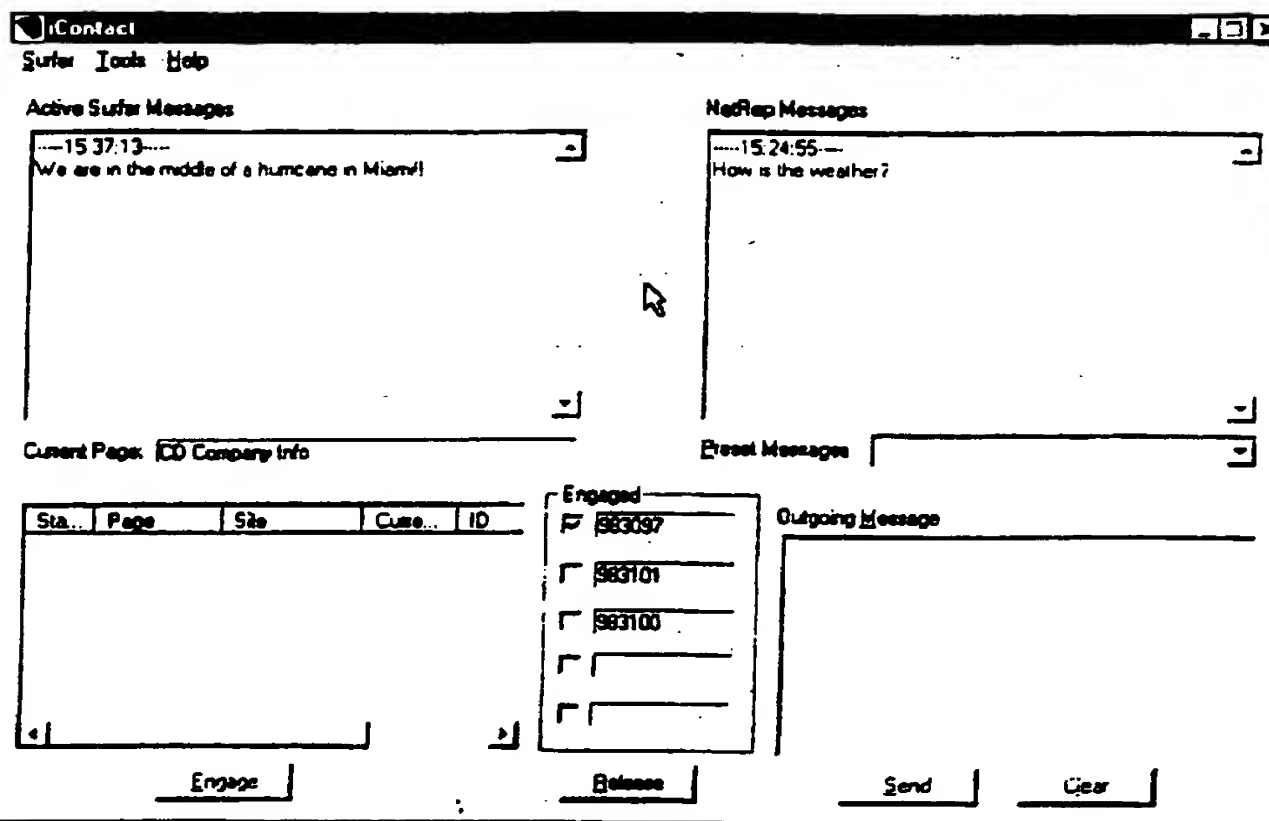 iContact
Surfer Tools Help
Active Surfer Messages
-----15:37:13-----
We are in the middle of a hurricane in Miami!!
NetRep Messages
-----15:24:55-----
How is the weather?
Current Page: ICD Company Info
Preset Messages
Sta... Page Site Curre... ID
Engaged
983097
983101
983100
Outgoing Message
Engage
Release
Send Clear